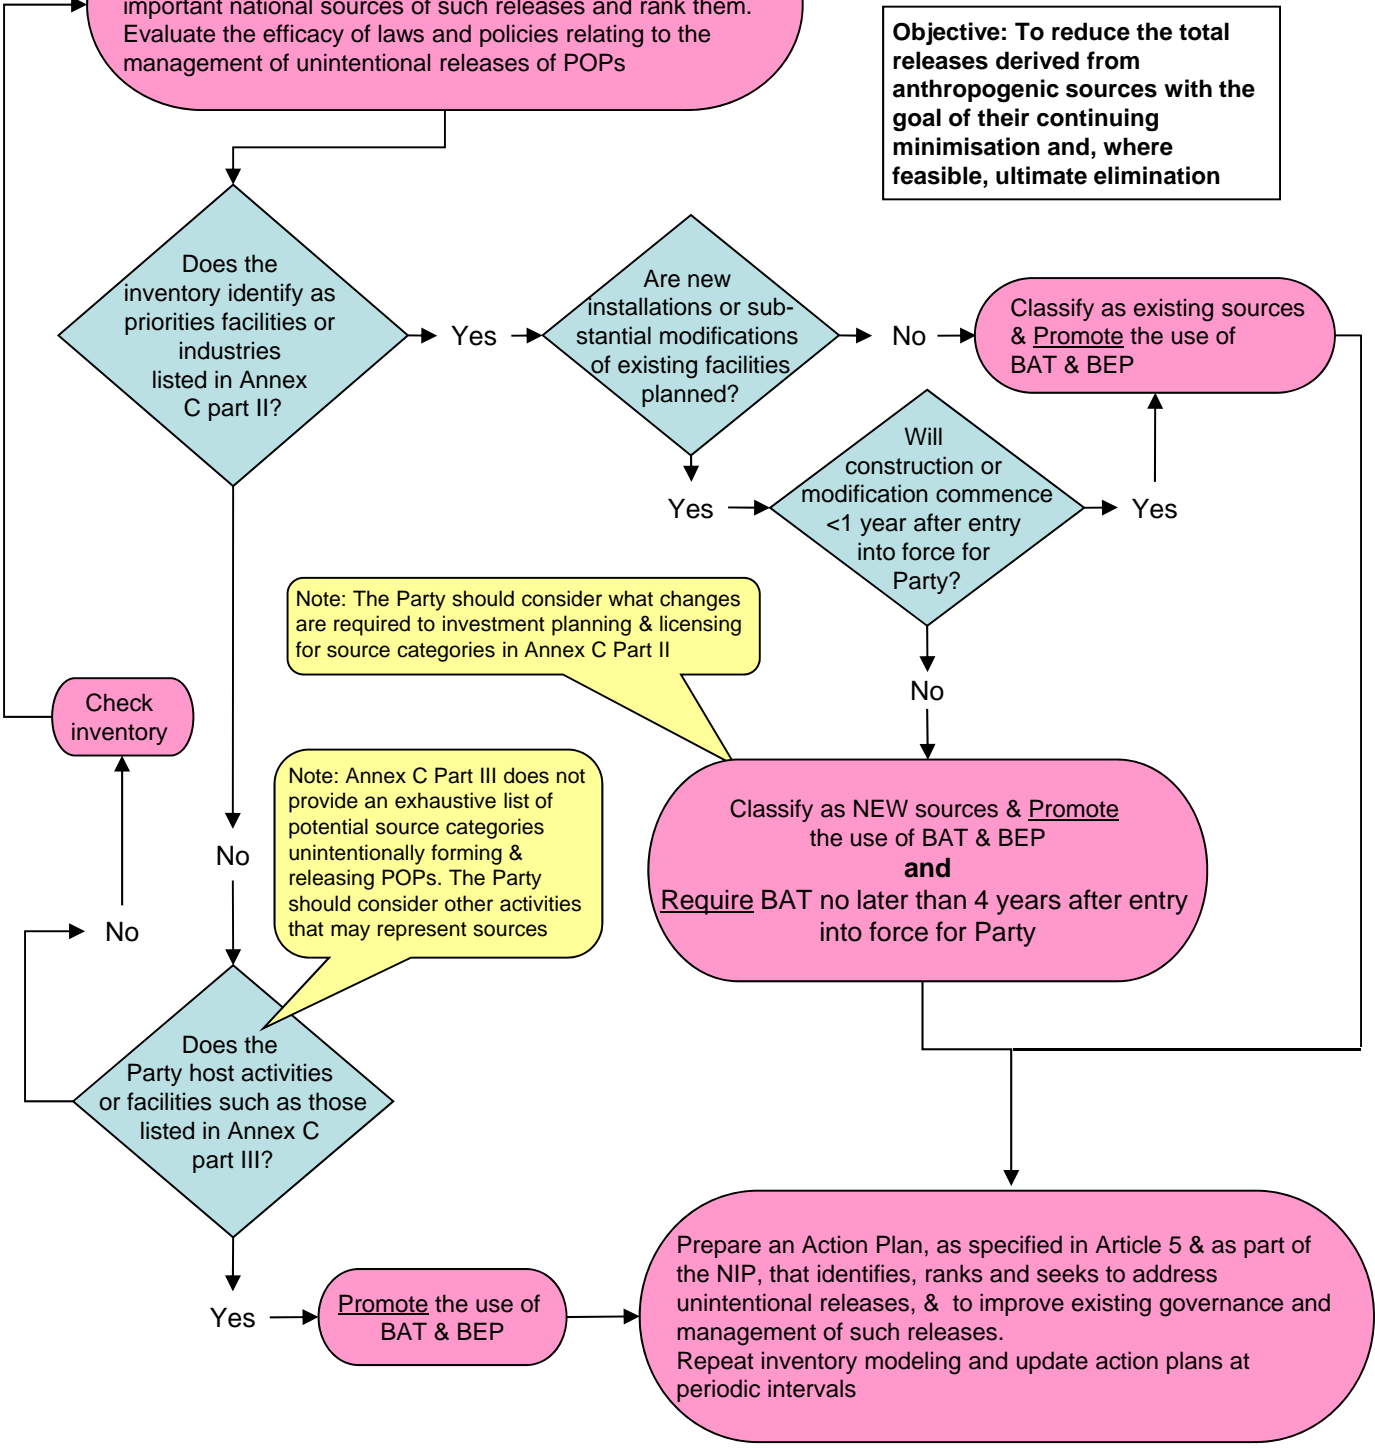 important national sources of such releases and rank them.
Evaluate the efficacy of laws and policies relating to the
management of unintentional releases of POPs
Objective: To reduce the total
releases derived from
anthropogenic sources with the
goal of their continuing
minimisation and, where
feasible, ultimate elimination
Does the
inventory identify as
priorities facilities or
industries
listed in Annex
C part II?
Yes
Are new
installations or sub-
stantial modifications
of existing facilities
planned?
No
Classify as existing sources
& Promote the use of
BAT & BEP
Yes
Will
construction or
modification commence
<1 year after entry
into force for
Party?
Yes
Note: The Party should consider what changes
are required to investment planning & licensing
for source categories in Annex C Part II
No
Check
inventory
Note: Annex C Part III does not
provide an exhaustive list of
potential source categories
unintentionally forming &
releasing POPs. The Party
should consider other activities
that may represent sources
Classify as NEW sources & Promote
the use of BAT & BEP
and
Require BAT no later than 4 years after entry
into force for Party
No
No
Does the
Party host activities
or facilities such as those
listed in Annex C
part III?
Yes
Promote the use of
BAT & BEP
Prepare an Action Plan, as specified in Article 5 & as part of
the NIP, that identifies, ranks and seeks to address
unintentional releases, &  to improve existing governance and
management of such releases.
Repeat inventory modeling and update action plans at
periodic intervals